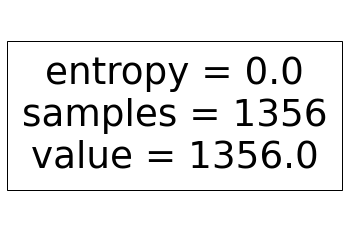 entropy = 0.0
samples = 1356
value = 1356.0